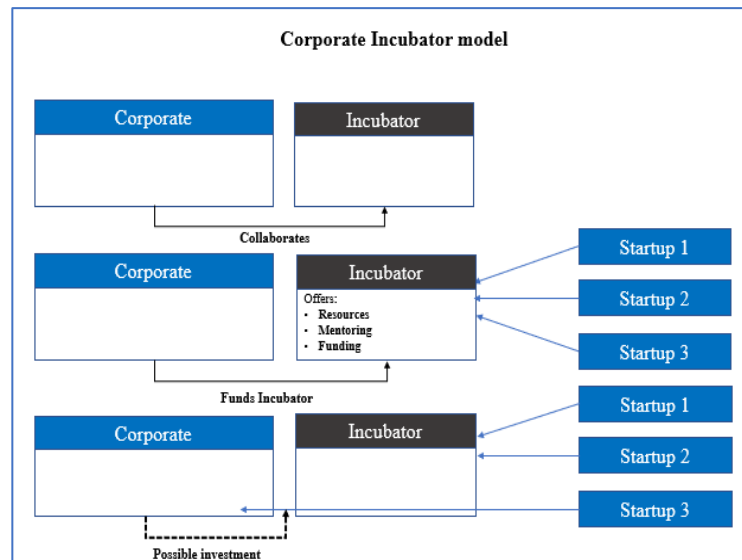 Corporate Incubator model
Corporate
Incubator
Collaborates
Corporate
Incubator
Offers:
• Resources
• Mentoring
• Funding
Startup 1
Startup 2
Startup 3
Funds Incubator
Corporate
Incubator
Startup 1
Startup 2
Startup 3
Possible investment